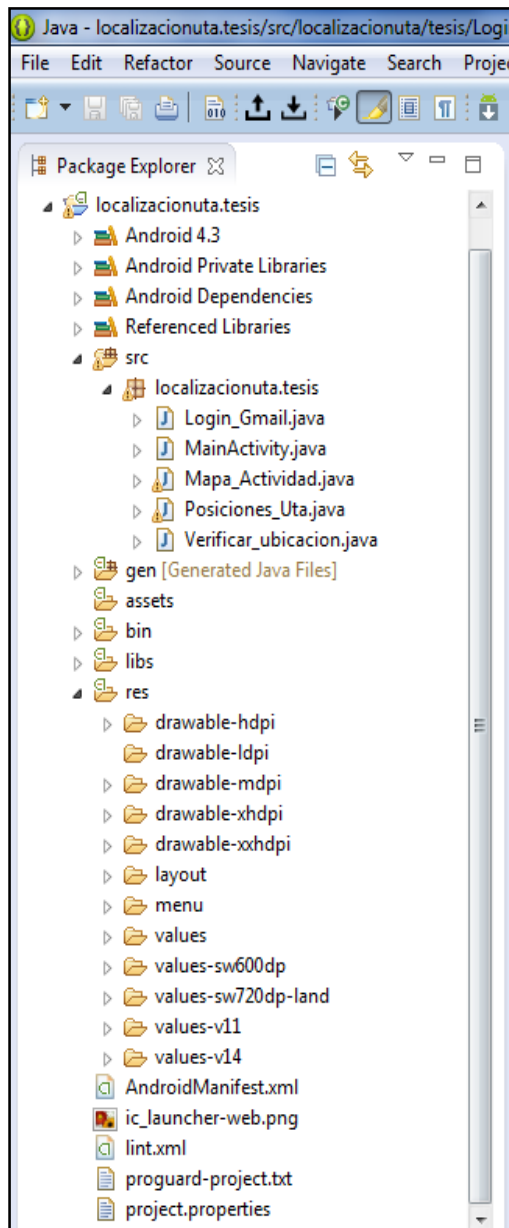 Java - localizacionuta.tesis/src/localizacionuta/tesis/Logi
File Edit Refactor Source Navigate Search Projec
010
Package Explorer
localizacionuta.tesis
Android 4.3
Android Private Libraries
Android Dependencies
Referenced Libraries
src
localizacionuta.tesis
Login_Gmail.java
MainActivity.java
Mapa_Actividad.java
Posiciones_Uta.java
Verificar_ubicacion.java
gen [Generated Java Files]
assets
bin
libs
res
drawable-hdpi
drawable-ldpi
drawable-mdpi
drawable-xhdpi
drawable-xxhdpi
layout
menu
values
values-sw600dp
values-sw720dp-land
values-v11
values-v14
AndroidManifest.xml
ic_launcher-web.png
lint.xml
proguard-project.txt
project.properties